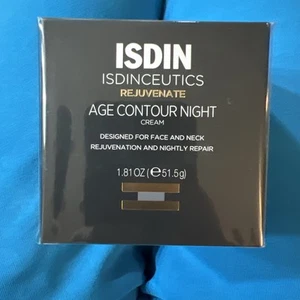 ISDIN
ISDINCEUTICS
REJUVENATE
AGE CONTOUR NIGHT
CREAM
DESIGNED FOR FACE AND NECK
REJUVENATION AND NIGHTLY REPAIR
1.81 OZ (℮51.5g)